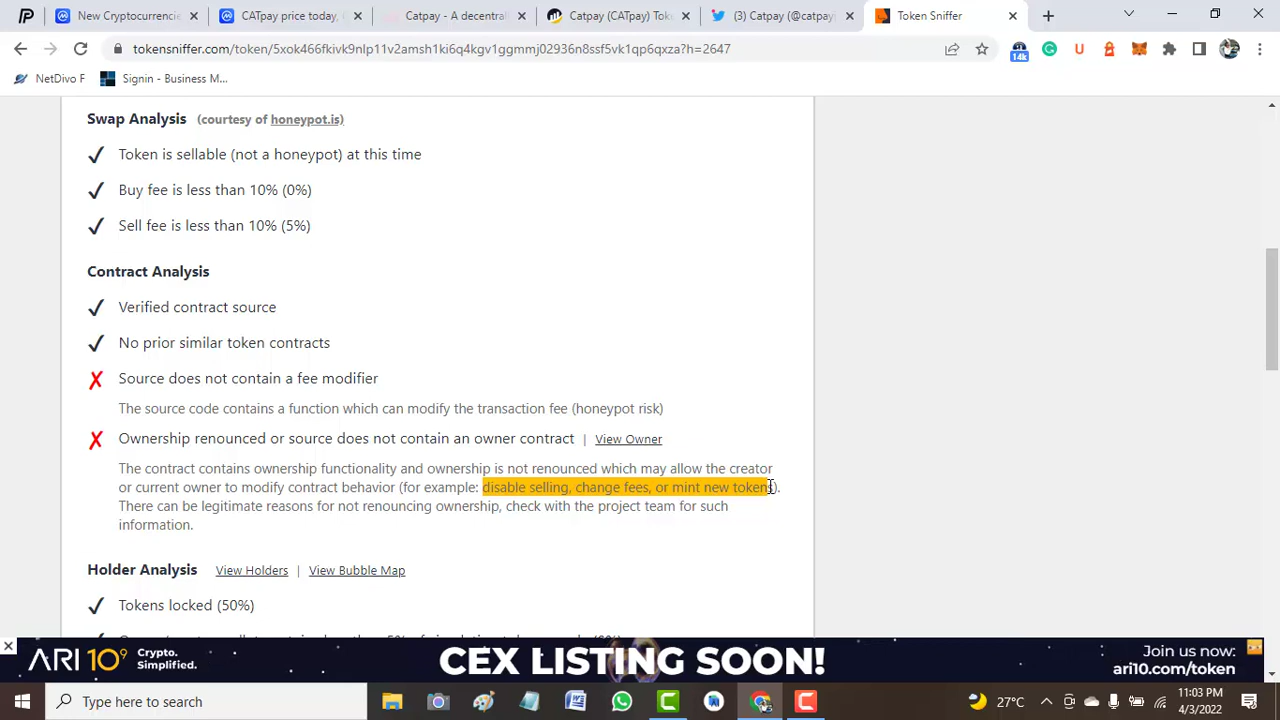 New Cryptocurrency
CATpay price today,
Catpay - A decentrali
Catpay (CATpay) Tok
(3) Catpay (@catpay
Token Sniffer
tokensniffer.com/token/5xok466fkivk9nlp11v2amsh1ki6q4kgv1ggmmj02936n8ssf5vk1qp6qxza?h=2647
14k
NetDivo F
Signin - Business M...
Swap Analysis (courtesy of honeypot.is)
Token is sellable (not a honeypot) at this time
Buy fee is less than 10% (0%)
Sell fee is less than 10% (5%)
Contract Analysis
Verified contract source
No prior similar token contracts
Source does not contain a fee modifier
The source code contains a function which can modify the transaction fee (honeypot risk)
Ownership renounced or source does not contain an owner contract | View Owner
The contract contains ownership functionality and ownership is not renounced which may allow the creator
or current owner to modify contract behavior (for example: disable selling, change fees, or mint new tokens).
There can be legitimate reasons for not renouncing ownership, check with the project team for such
information.
Holder Analysis View Holders | View Bubble Map
Tokens locked (50%)
ARI 10 Crypto. Simplified.
CEX LISTING SOON!
Join us now:
ari10.com/token
Type here to search
27°C
11:03 PM
4/3/2022